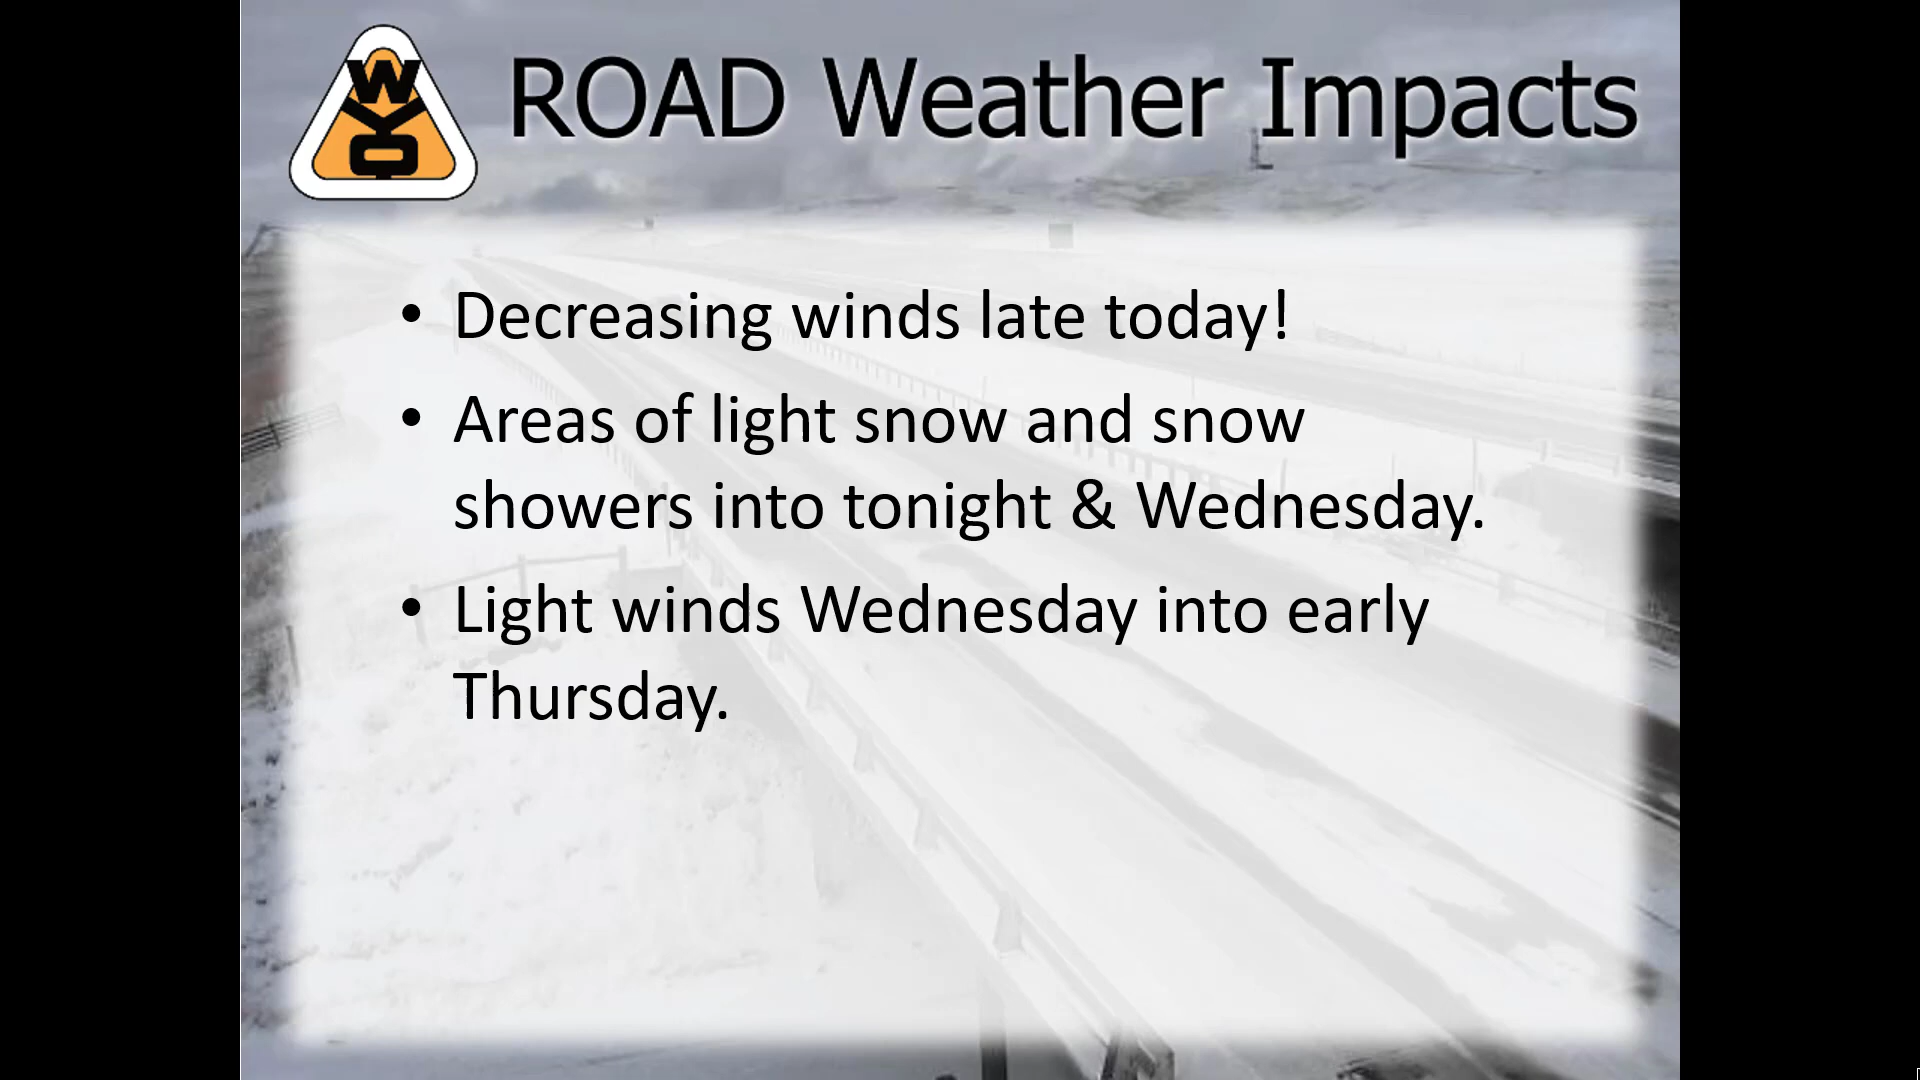 WYO
ROAD Weather Impacts
• Decreasing winds late today!
• Areas of light snow and snow
showers into tonight & Wednesday.
• Light winds Wednesday into early
Thursday.